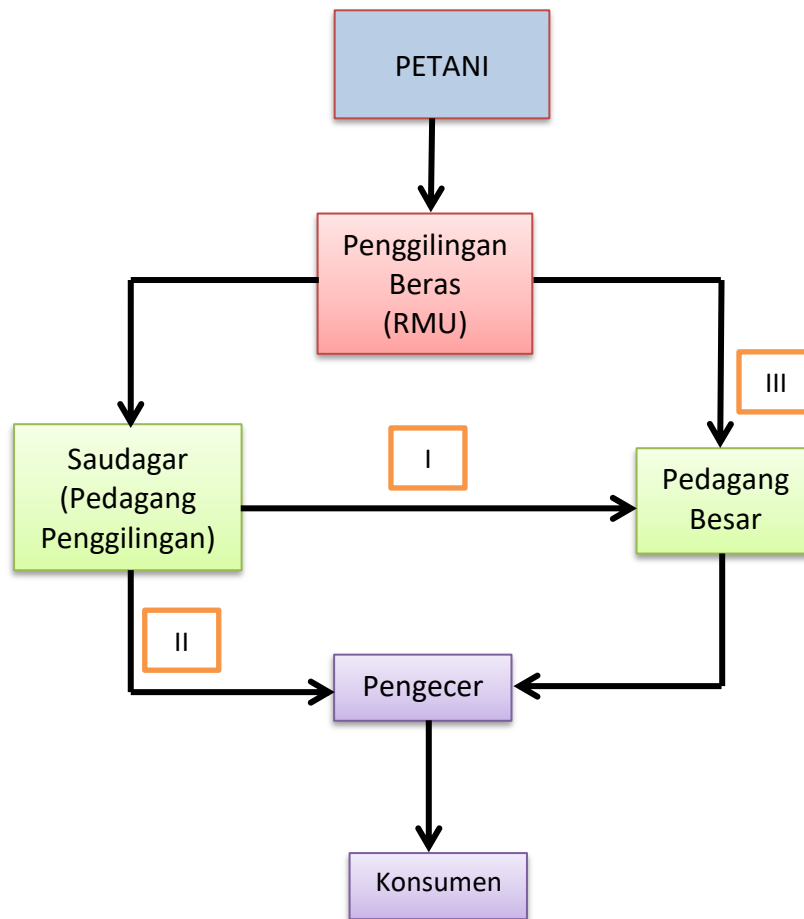 PETANI
Penggilingan
Beras
(RMU)
III
Saudagar
(Pedagang
Penggilingan)
I
Pedagang
Besar
II
Pengecer
Konsumen